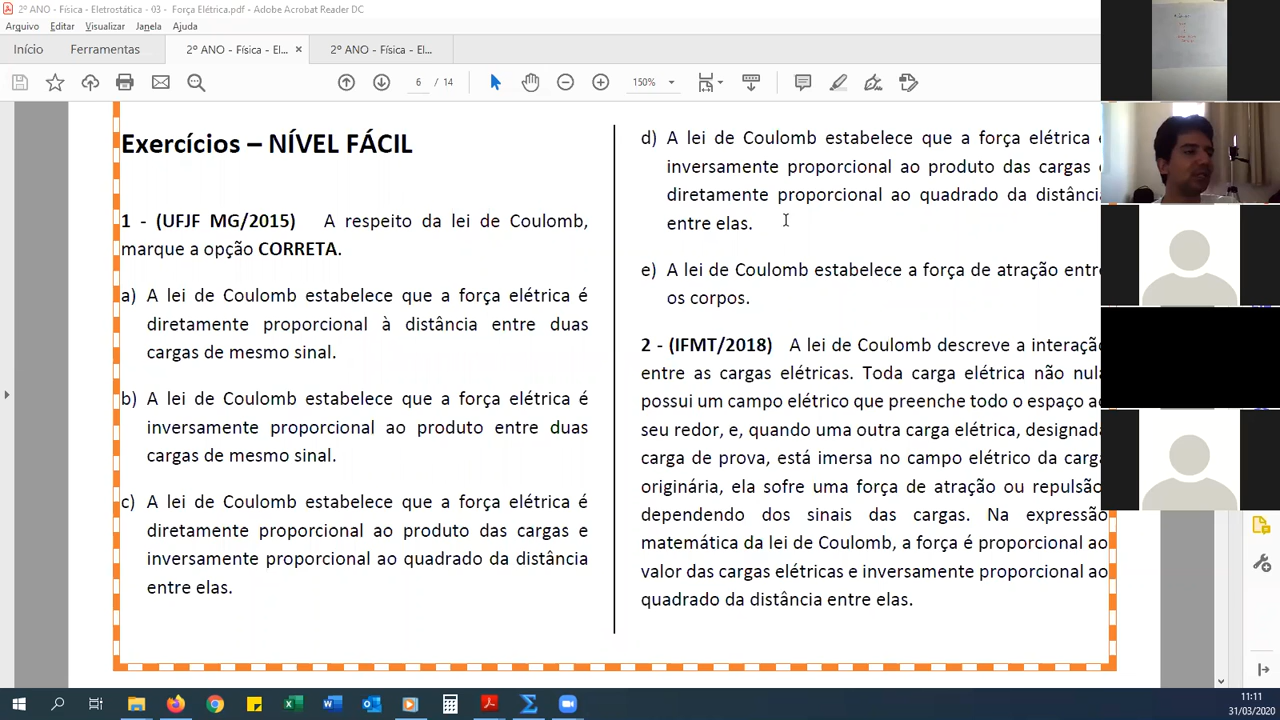 2º ANO - Física - Eletrostática - 03 - Força Elétrica.pdf - Adobe Acrobat Reader DC
Arquivo Editar Visualizar Janela Ajuda
Início Ferramentas 2º ANO - Física - El... × 2º ANO - Física - El...
6 / 14 150%
Exercícios – NÍVEL FÁCIL
1 - (UFJF MG/2015) A respeito da lei de Coulomb,
marque a opção CORRETA.
a) A lei de Coulomb estabelece que a força elétrica é
diretamente proporcional à distância entre duas
cargas de mesmo sinal.
b) A lei de Coulomb estabelece que a força elétrica é
inversamente proporcional ao produto entre duas
cargas de mesmo sinal.
c) A lei de Coulomb estabelece que a força elétrica é
diretamente proporcional ao produto das cargas e
inversamente proporcional ao quadrado da distância
entre elas.
d) A lei de Coulomb estabelece que a força elétrica
inversamente proporcional ao produto das cargas
diretamente proporcional ao quadrado da distância
entre elas.
e) A lei de Coulomb estabelece a força de atração entre
os corpos.
2 - (IFMT/2018) A lei de Coulomb descreve a interação
entre as cargas elétricas. Toda carga elétrica não nula
possui um campo elétrico que preenche todo o espaço ao
seu redor, e, quando uma outra carga elétrica, designada
carga de prova, está imersa no campo elétrico da carga
originária, ela sofre uma força de atração ou repulsão
dependendo dos sinais das cargas. Na expressão
matemática da lei de Coulomb, a força é proporcional ao
valor das cargas elétricas e inversamente proporcional ao
quadrado da distância entre elas.
11:11
31/03/2020